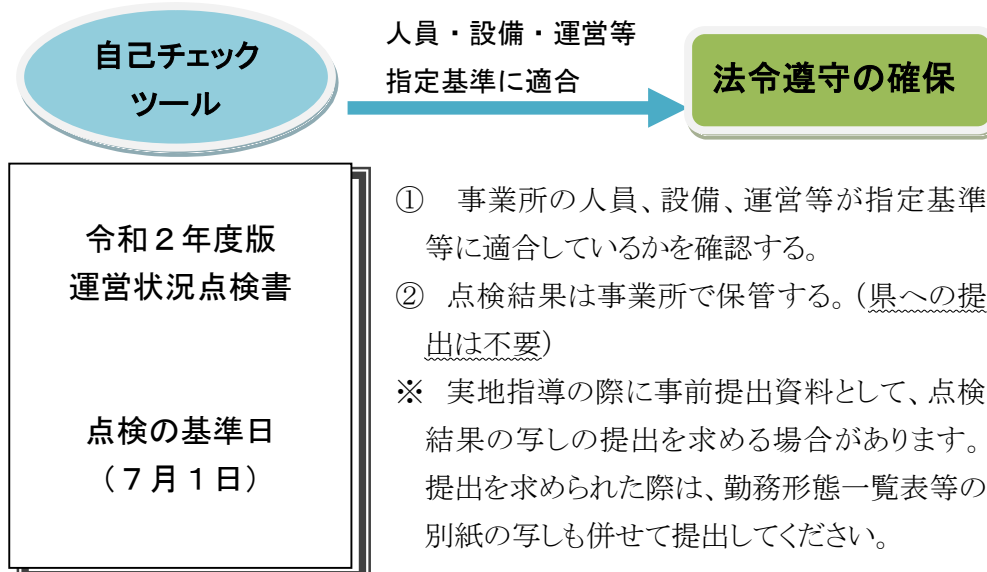 自己チェック
ツール
人員・設備・運営等
指定基準に適合
法令遵守の確保
令和２年度版
運営状況点検書
点検の基準日
（７月１日）
①　事業所の人員、設備、運営等が指定基準
等に適合しているかを確認する。
②　点検結果は事業所で保管する。（県への提
出は不要）
※　実地指導の際に事前提出資料として、点検
結果の写しの提出を求める場合があります。
提出を求められた際は、勤務形態一覧表等の
別紙の写しも併せて提出してください。